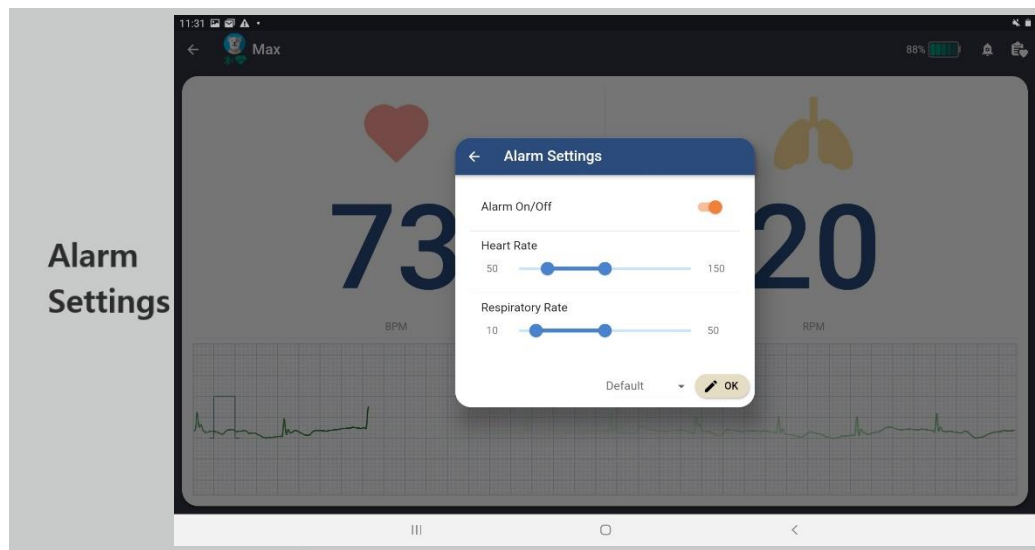 11:31
Max
88%
Alarm Settings
Alarm On/Off
Heart Rate
50
150
Respiratory Rate
10
50
Default
OK
73
20
BPM
RPM
Alarm
Settings